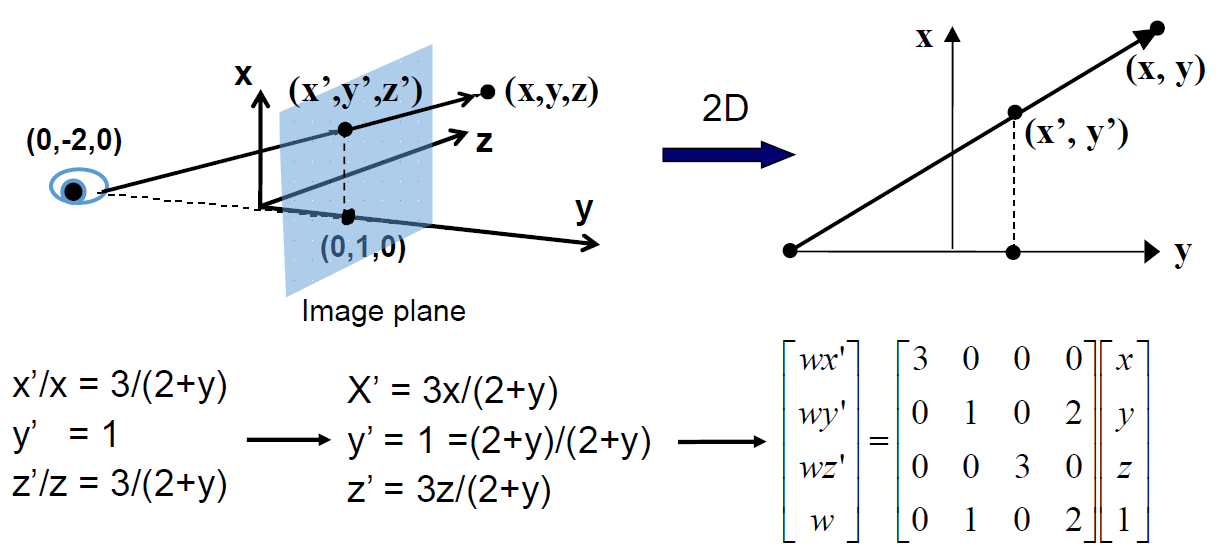 x
(x’,y’,z’)
(x,y,z)
z
(0,-2,0)
y
(0,1,0)
Image plane
2D
x
(x, y)
(x’, y’)
y
x’/x = 3/(2+y)
y’ = 1
z’/z = 3/(2+y)
X’ = 3x/(2+y)
y’ = 1 =(2+y)/(2+y)
z’ = 3z/(2+y)
[wx'] [3 0 0 0] [x]
[wy'] [0 1 0 2] [y]
=
[wz'] [0 0 3 0] [z]
[w] [0 1 0 2] [1]